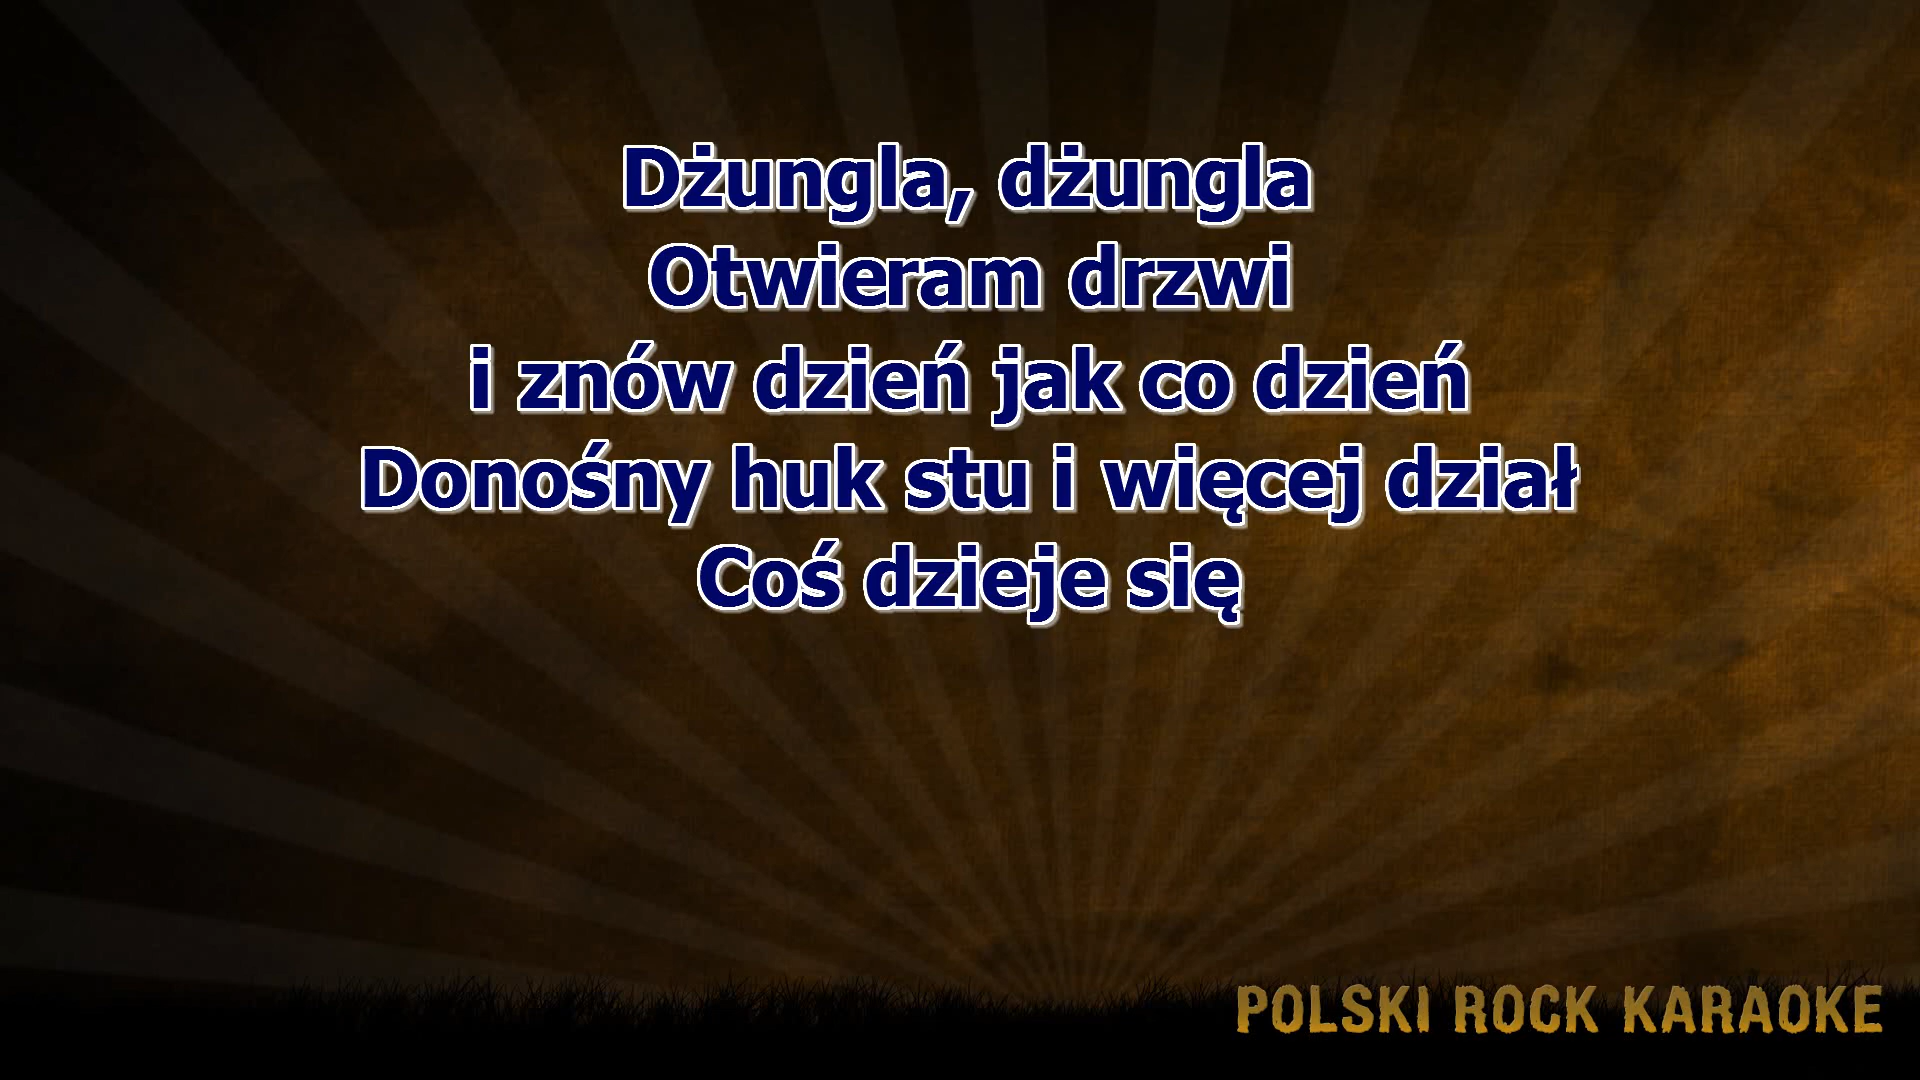 Dżungla, dżungla
Otwieram drzwi
i znów dzień jak co dzień
Donośny huk stu i więcej dział
Coś dzieje się
POLSKI ROCK KARAOKE